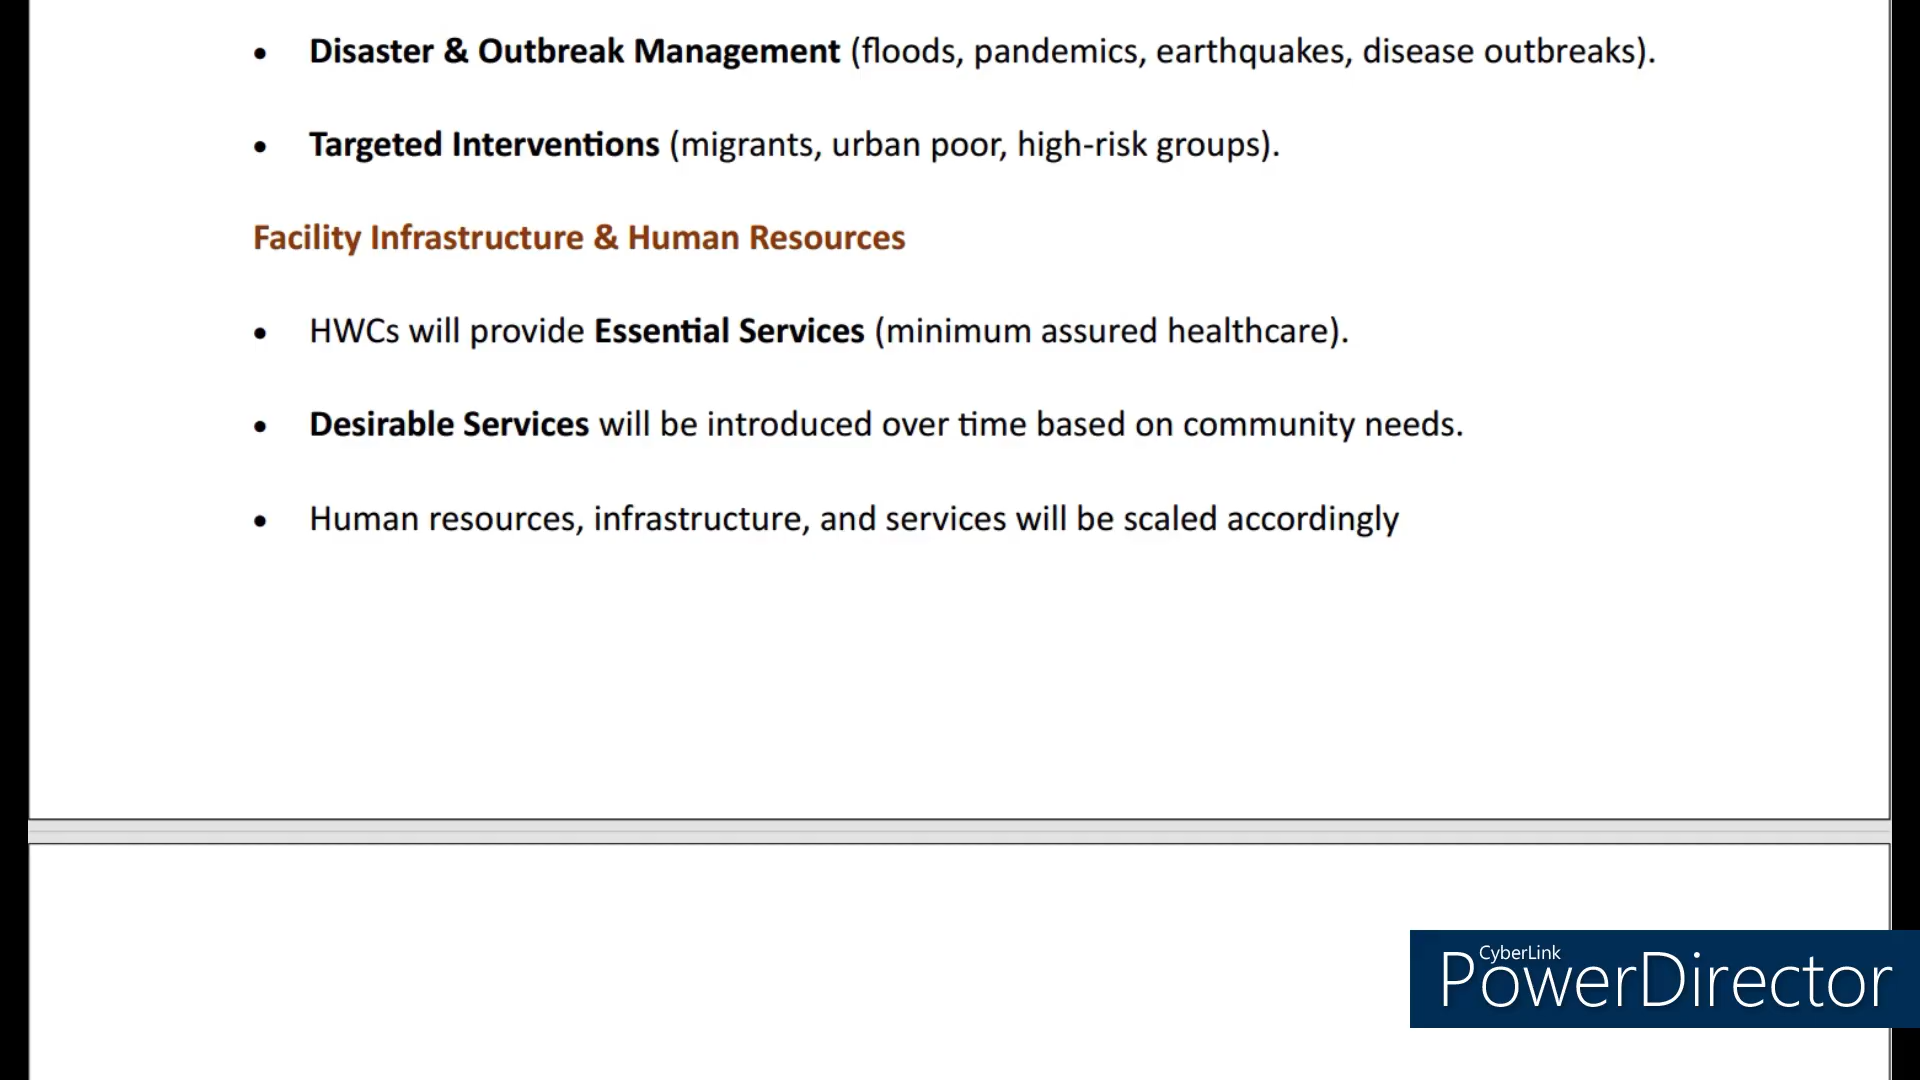 • Disaster & Outbreak Management (floods, pandemics, earthquakes, disease outbreaks).
• Targeted Interventions (migrants, urban poor, high-risk groups).
Facility Infrastructure & Human Resources
• HWCs will provide Essential Services (minimum assured healthcare).
• Desirable Services will be introduced over time based on community needs.
• Human resources, infrastructure, and services will be scaled accordingly
CyberLink
PowerDirector